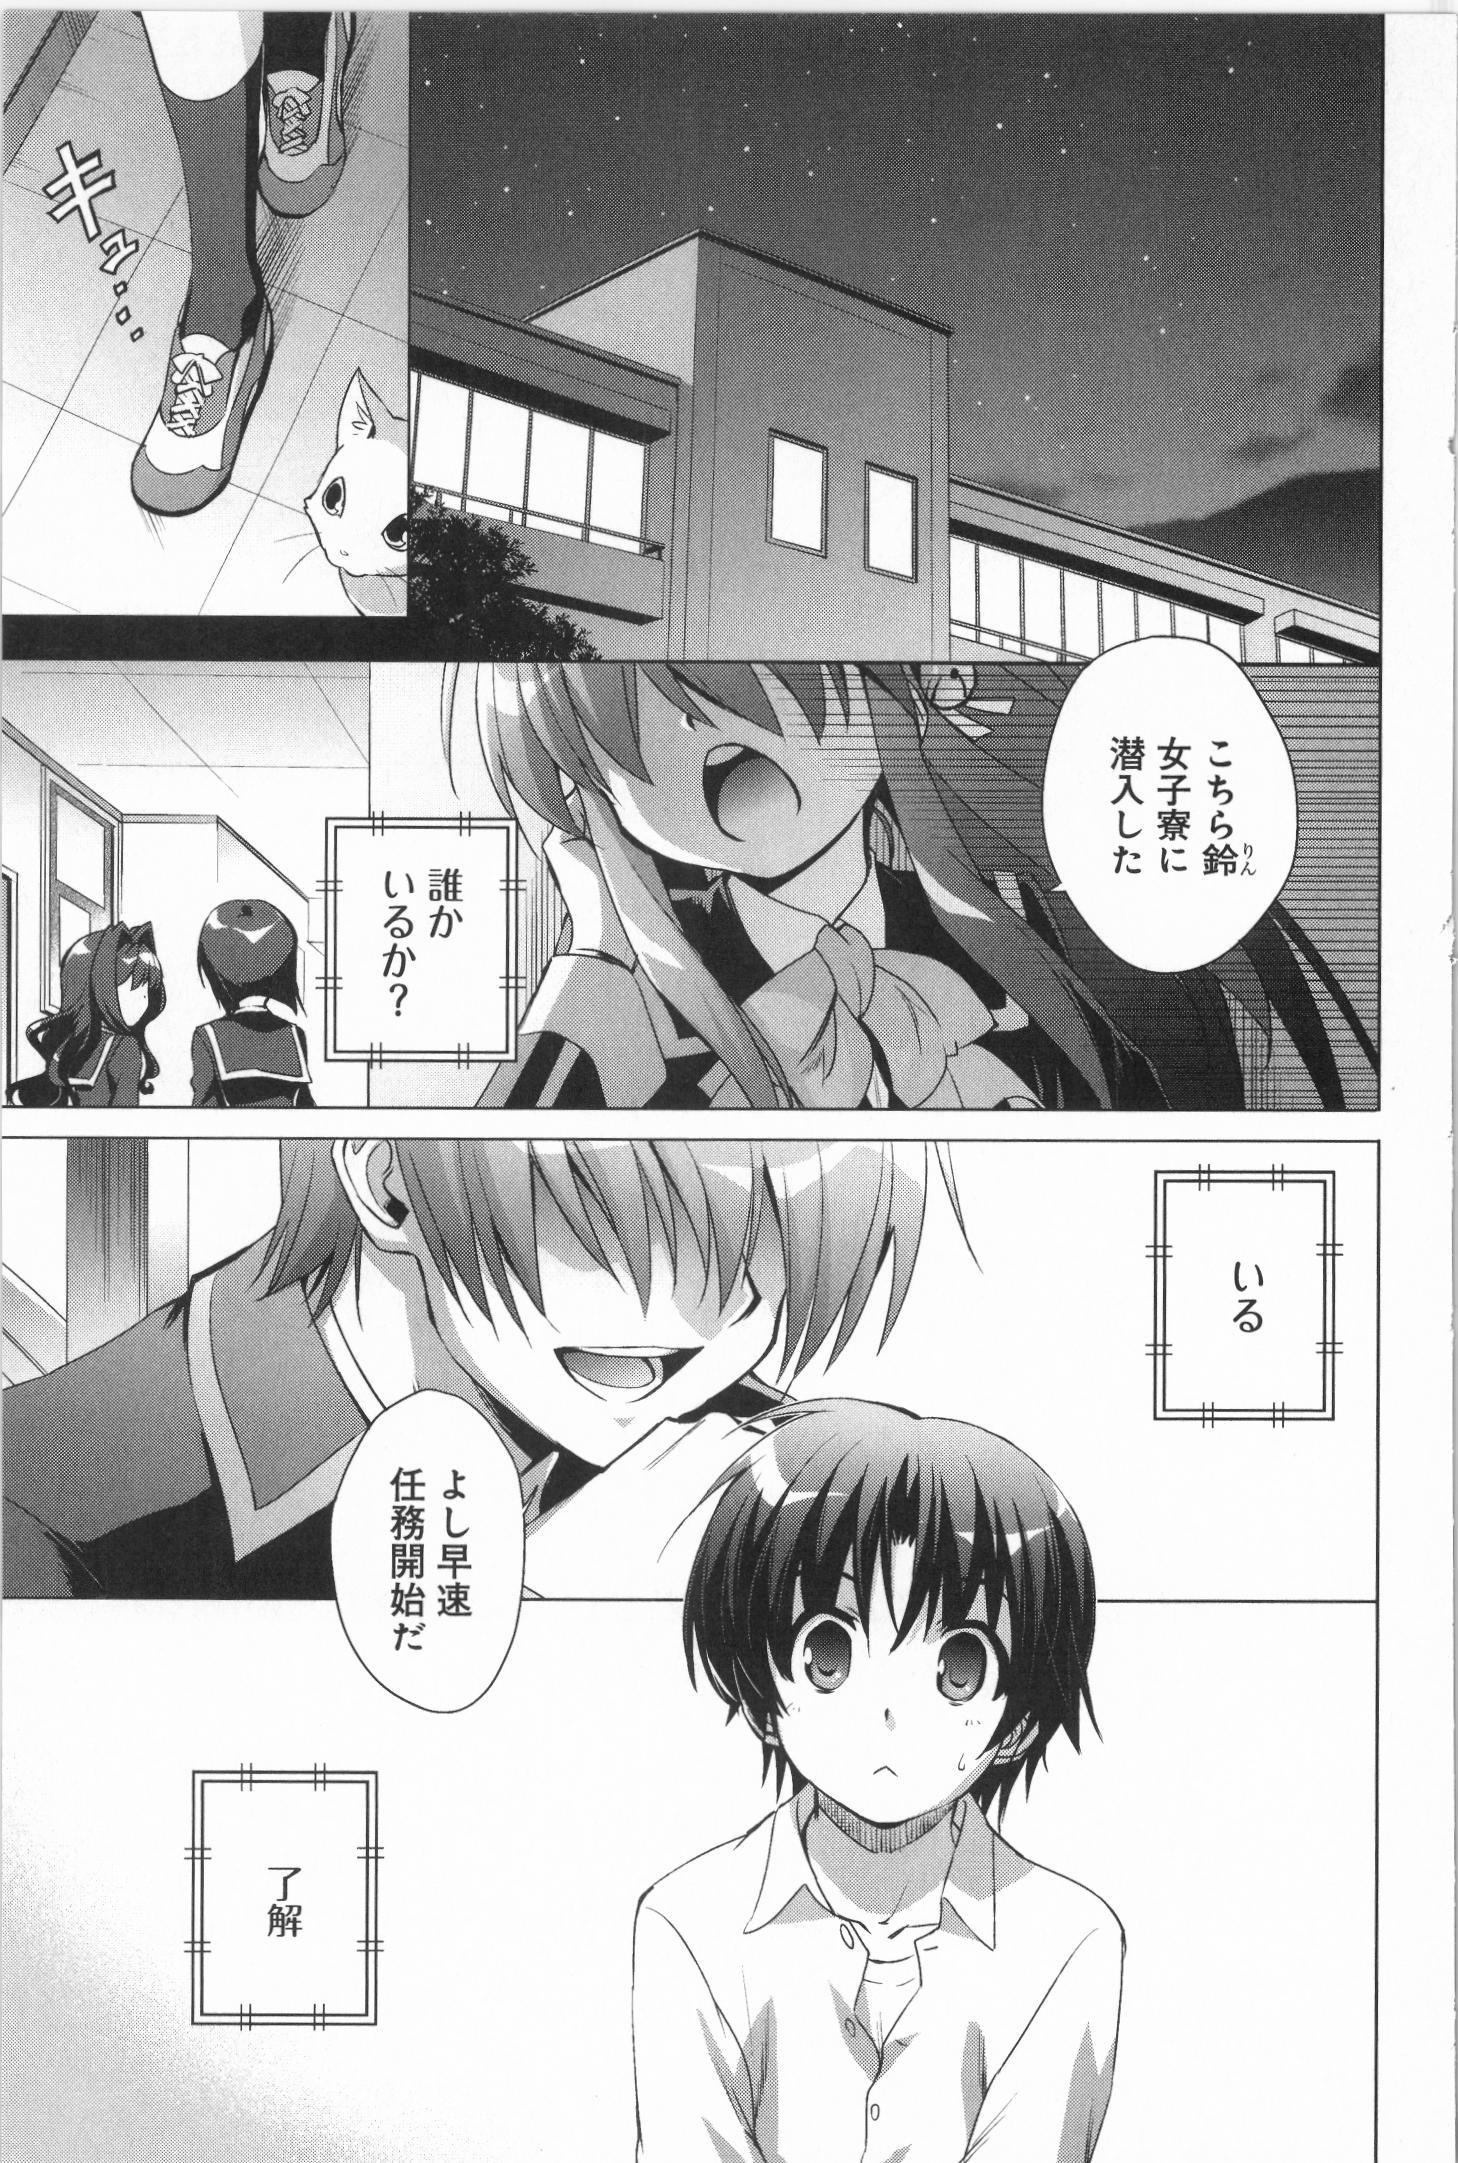 キュ...
こちら鈴
りん
女子寮に
潜入した
誰か
いるか？
いる
よし早速
任務開始だ
了解